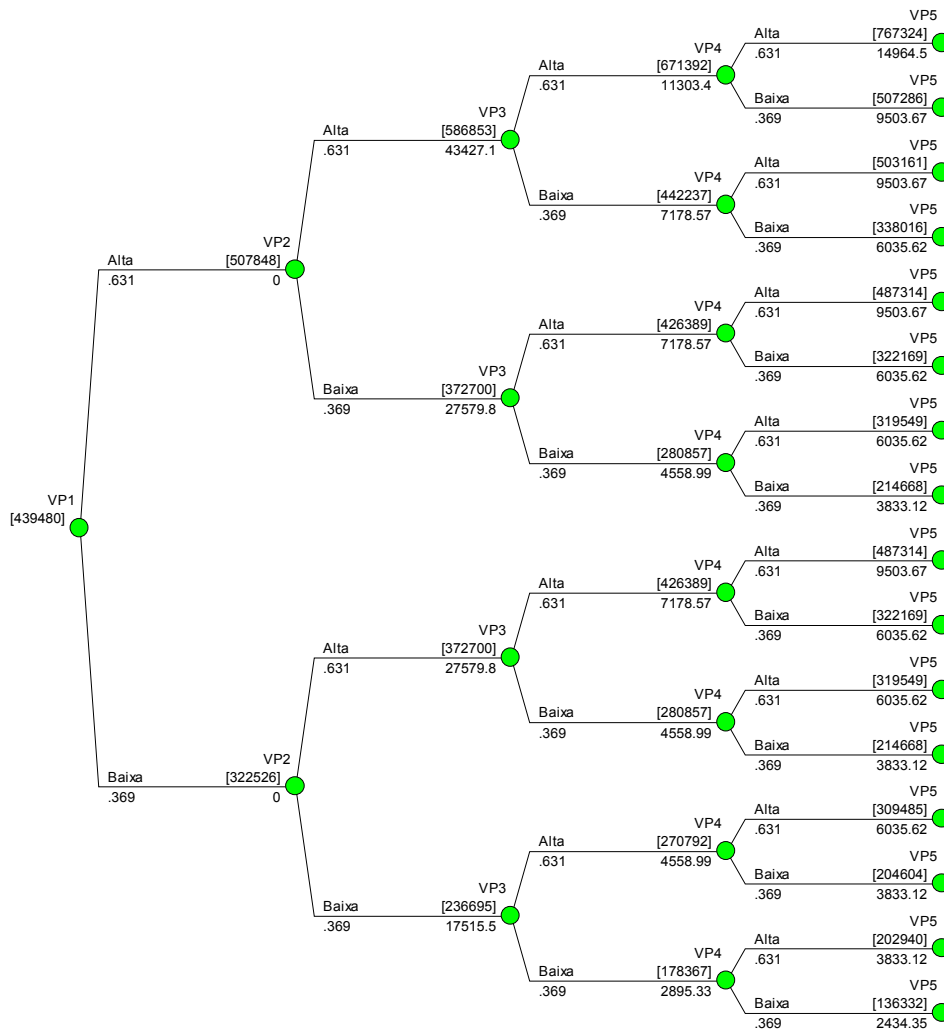 VP5
Alta [767324]
.631 14964.5
VP4
Alta [671392]
.631 11303.4
VP5
Baixa [507286]
.369 9503.67
VP3
Alta [586853]
.631 43427.1
VP5
Alta [503161]
.631 9503.67
VP4
Baixa [442237]
.369 7178.57
VP5
Baixa [338016]
.369 6035.62
VP2
Alta [507848]
.631 0
VP5
Alta [487314]
.631 9503.67
VP4
Alta [426389]
.631 7178.57
VP5
Baixa [322169]
.369 6035.62
VP3
Baixa [372700]
.369 27579.8
VP5
Alta [319549]
.631 6035.62
VP4
Baixa [280857]
.369 4558.99
VP5
Baixa [214668]
.369 3833.12
VP1
[439480]
VP5
Alta [487314]
.631 9503.67
VP4
Alta [426389]
.631 7178.57
VP5
Baixa [322169]
.369 6035.62
VP3
Alta [372700]
.631 27579.8
VP5
Alta [319549]
.631 6035.62
VP4
Baixa [280857]
.369 4558.99
VP5
Baixa [214668]
.369 3833.12
VP2
Baixa [322526]
.369 0
VP5
Alta [309485]
.631 6035.62
VP4
Alta [270792]
.631 4558.99
VP5
Baixa [204604]
.369 3833.12
VP3
Baixa [236695]
.369 17515.5
VP5
Alta [202940]
.631 3833.12
VP4
Baixa [178367]
.369 2895.33
VP5
Baixa [136332]
.369 2434.35